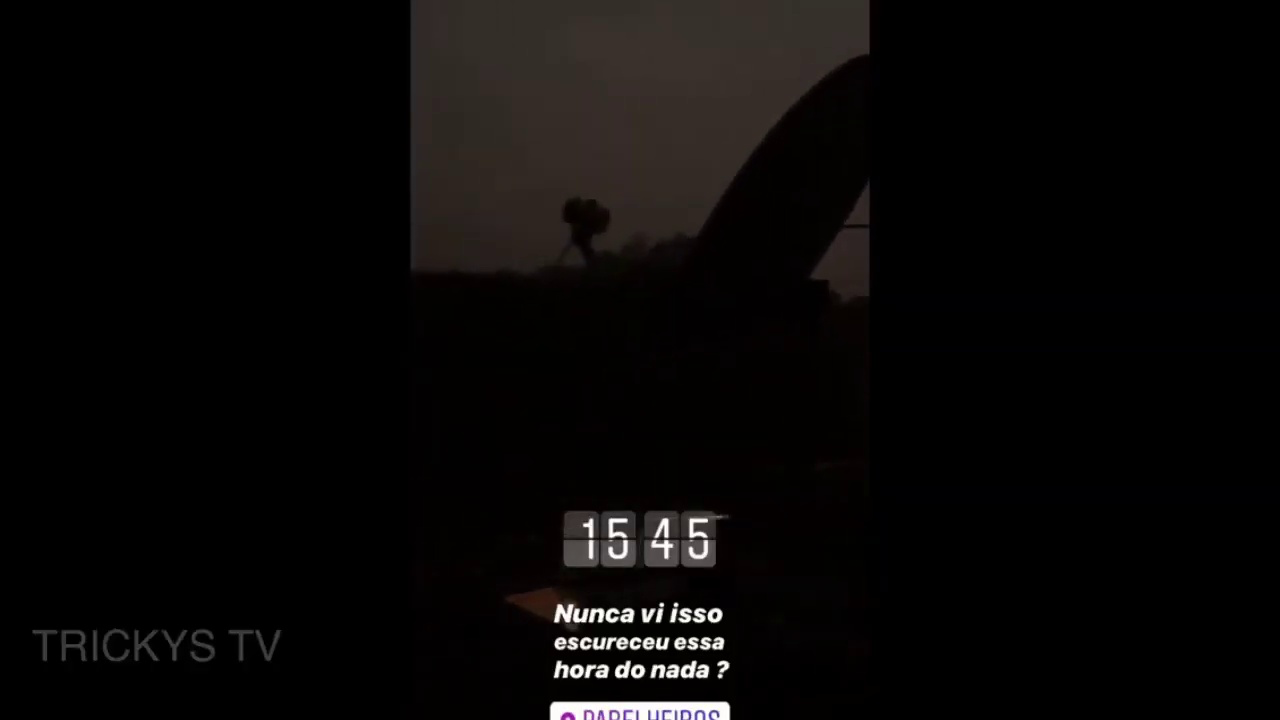 15 45
Nunca vi isso
escureceu essa
hora do nada ?
PARELHEIROS
TRICKYS TV